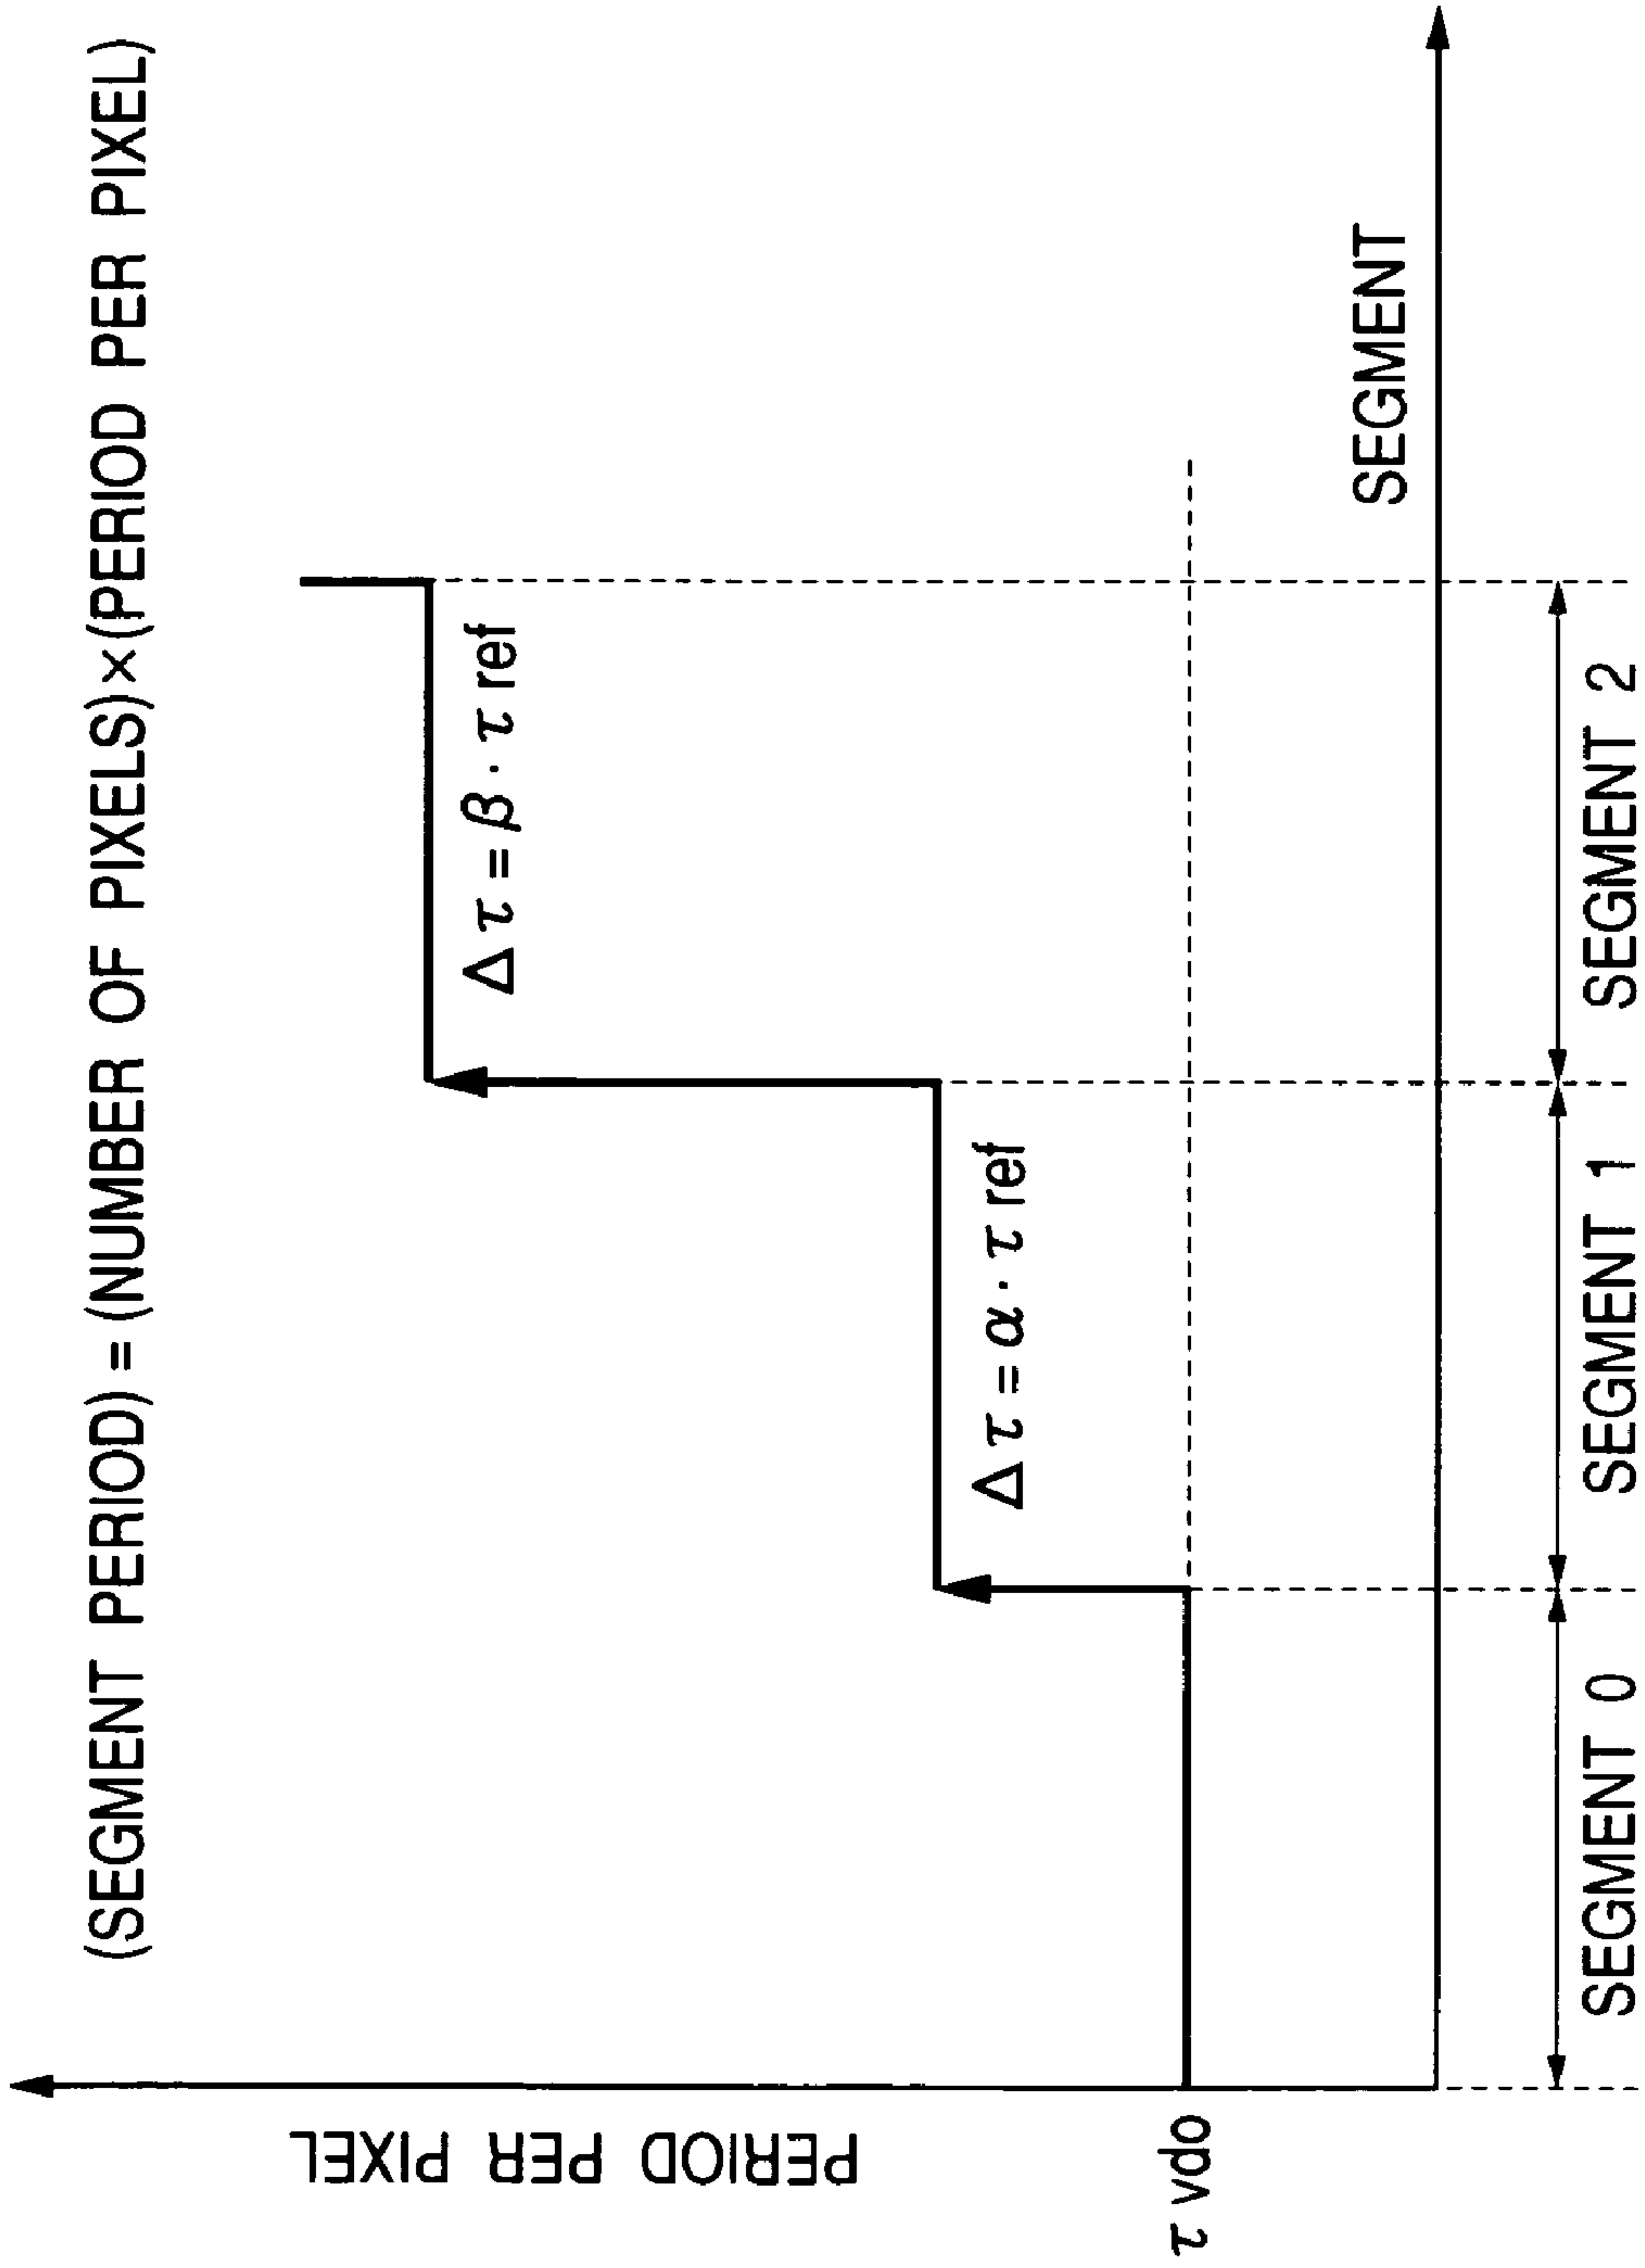 (SEGMENT PERIOD) = (NUMBER OF PIXELS)×(PERIOD PER PIXEL)
PERIOD PER PIXEL
Δτ = β · τ ref
Δτ = α · τ ref
τ vdo
SEGMENT
SEGMENT 0
SEGMENT 1
SEGMENT 2